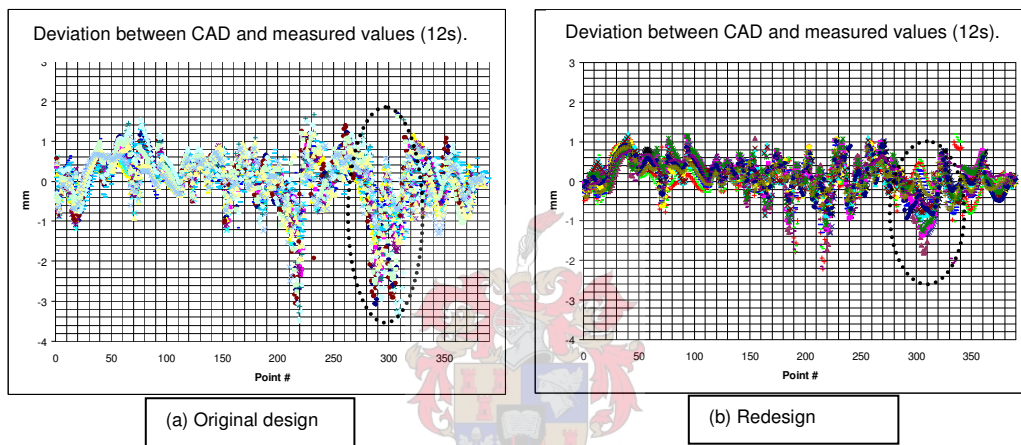 Deviation between CAD and measured values (12s).
3
2
1
0
-1
-2
-3
-4
mm
0 50 100 150 200 250 300 350
Point #
(a) Original design
Deviation between CAD and measured values (12s).
3
2
1
0
-1
-2
-3
-4
mm
0 50 100 150 200 250 300 350
Point #
(b) Redesign